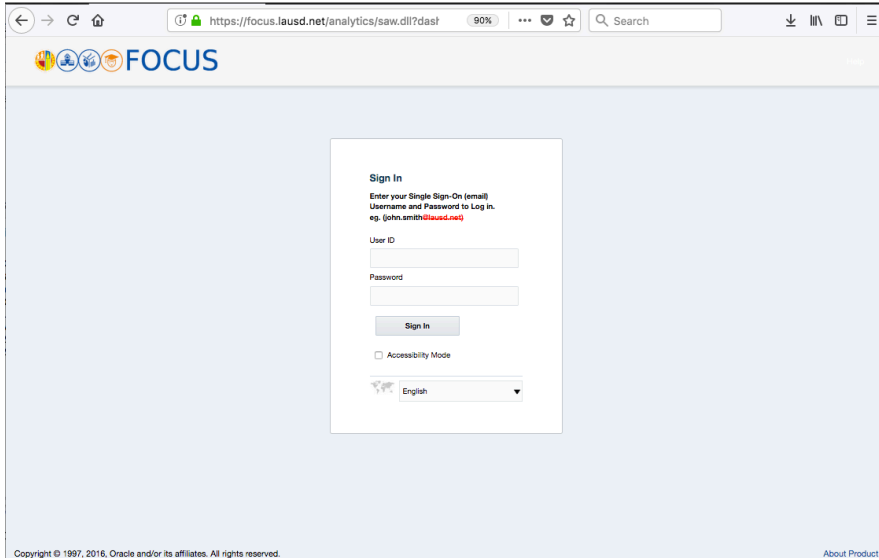 https://focus.lausd.net/analytics/saw.dll?dash
90%
Search
FOCUS
Help
Sign In
Enter your Single Sign-On (email)
Username and Password to Log in.
eg. (john.smith@lausd.net)
User ID
Password
Sign In
Accessibility Mode
English
Copyright © 1997, 2016, Oracle and/or its affiliates. All rights reserved.
About Product